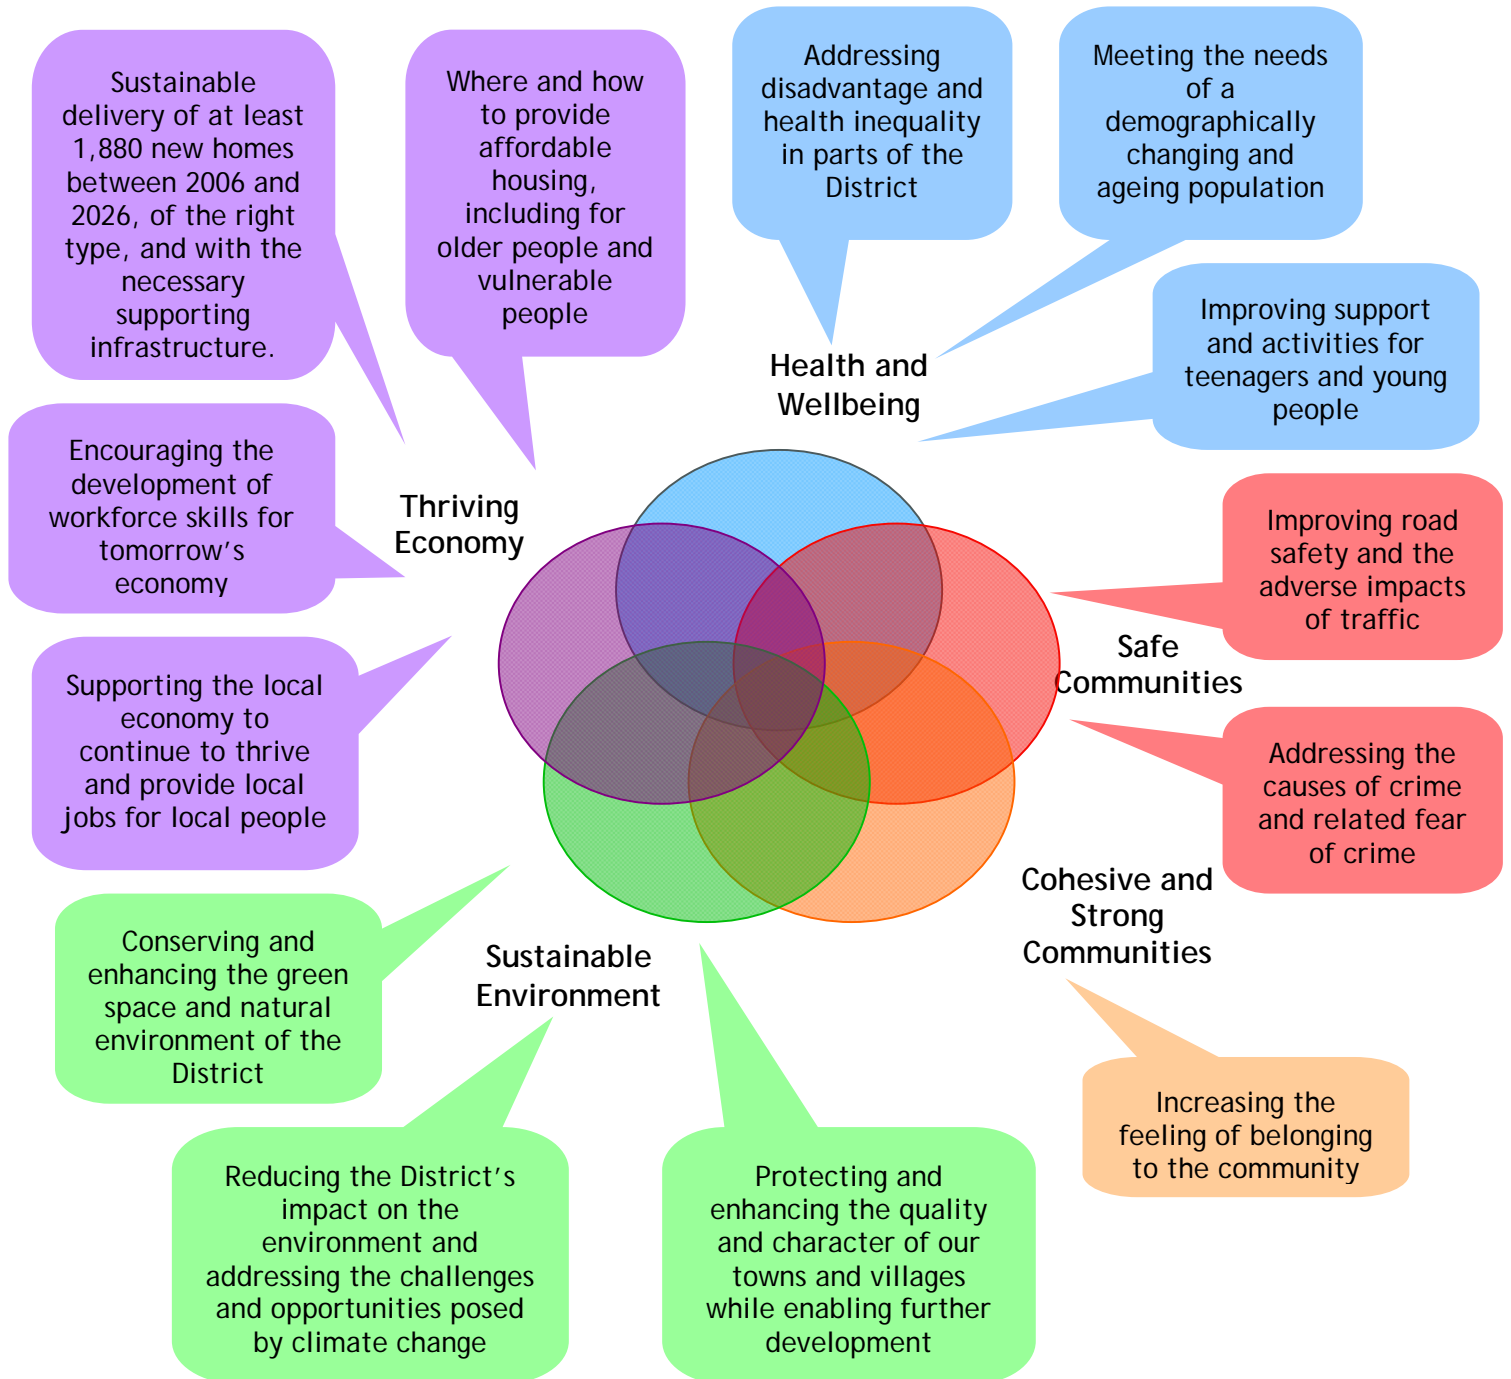 Sustainable
delivery of at least
1,880 new homes
between 2006 and
2026, of the right
type, and with the
necessary
supporting
infrastructure.
Where and how
to provide
affordable
housing,
including for
older people and
vulnerable
people
Addressing
disadvantage and
health inequality
in parts of the
District
Meeting the needs
of a
demographically
changing and
ageing population
Improving support
and activities for
teenagers and young
people
Health and
Wellbeing
Encouraging the
development of
workforce skills for
tomorrow's
economy
Thriving
Economy
Improving road
safety and the
adverse impacts
of traffic
Safe
Communities
Supporting the local
economy to
continue to thrive
and provide local
jobs for local people
Addressing the
causes of crime
and related fear
of crime
Cohesive and
Strong
Communities
Conserving and
enhancing the green
space and natural
environment of the
District
Sustainable
Environment
Increasing the
feeling of belonging
to the community
Reducing the District's
impact on the
environment and
addressing the challenges
and opportunities posed
by climate change
Protecting and
enhancing the quality
and character of our
towns and villages
while enabling further
development